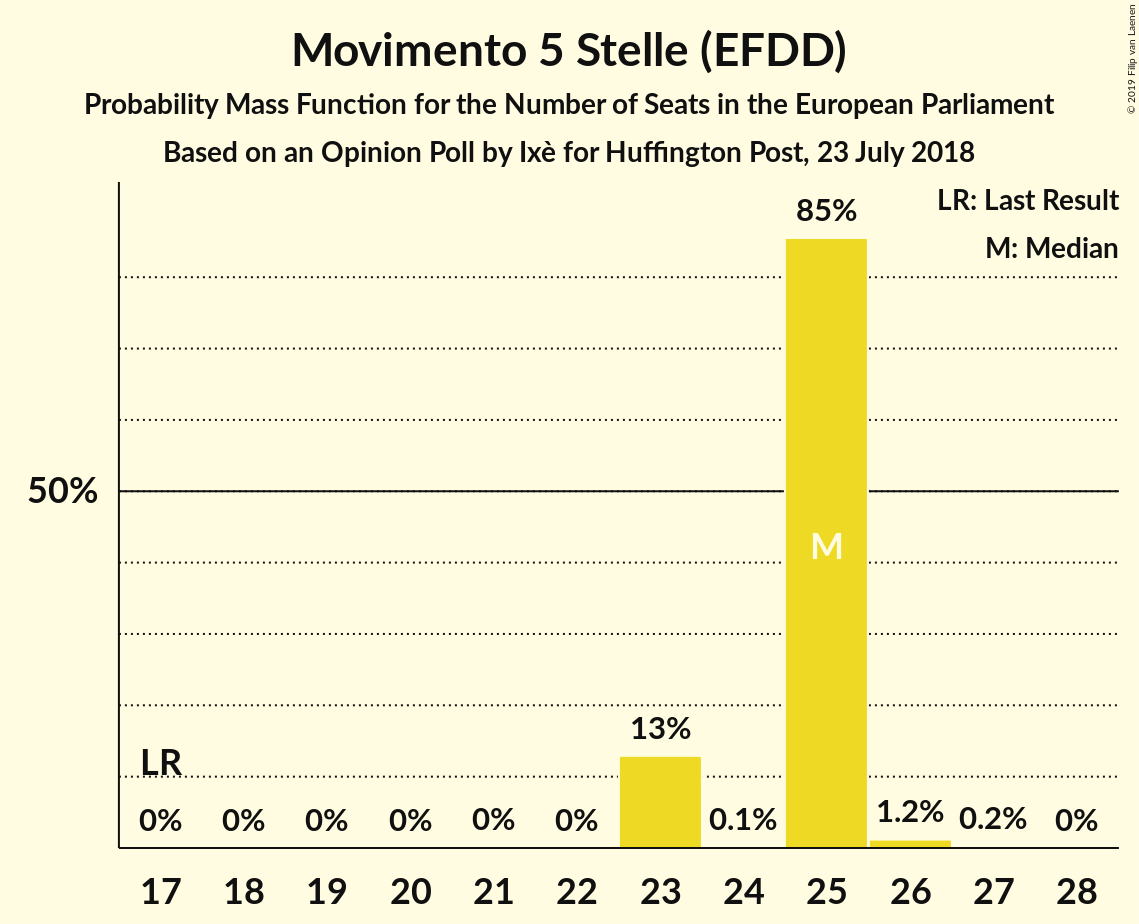 Movimento 5 Stelle (EFDD)
Probability Mass Function for the Number of Seats in the European Parliament
Based on an Opinion Poll by Ixè for Huffington Post, 23 July 2018
© 2019 Filip van Laenen
LR: Last Result
M: Median
85%
50%
M
13%
LR
0% 0% 0% 0% 0% 0% 0.1% 1.2% 0.2% 0%
17 18 19 20 21 22 23 24 25 26 27 28